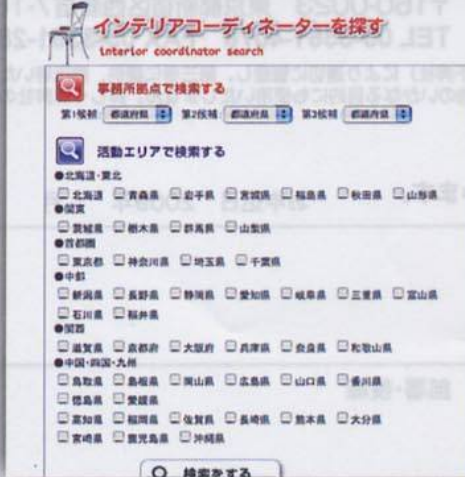 インテリアコーディネーターを探す
interior coordinator search
事務所拠点で検索する
第1候補 都道府県 第2候補 都道府県 第3候補 都道府県
活動エリアで検索する
●北海道・東北
北海道 青森県 岩手県 宮城県 福島県 秋田県 山形県
●関東
茨城県 栃木県 群馬県 山梨県
●首都圏
東京都 神奈川県 埼玉県 千葉県
●中部
新潟県 長野県 静岡県 愛知県 岐阜県 三重県 富山県
石川県 福井県
●関西
滋賀県 京都府 大阪府 兵庫県 奈良県 和歌山県
●中国・四国・九州
鳥取県 島根県 岡山県 広島県 山口県 香川県
徳島県 愛媛県
高知県 福岡県 佐賀県 長崎県 熊本県 大分県
宮崎県 鹿児島県 沖縄県
検索をする